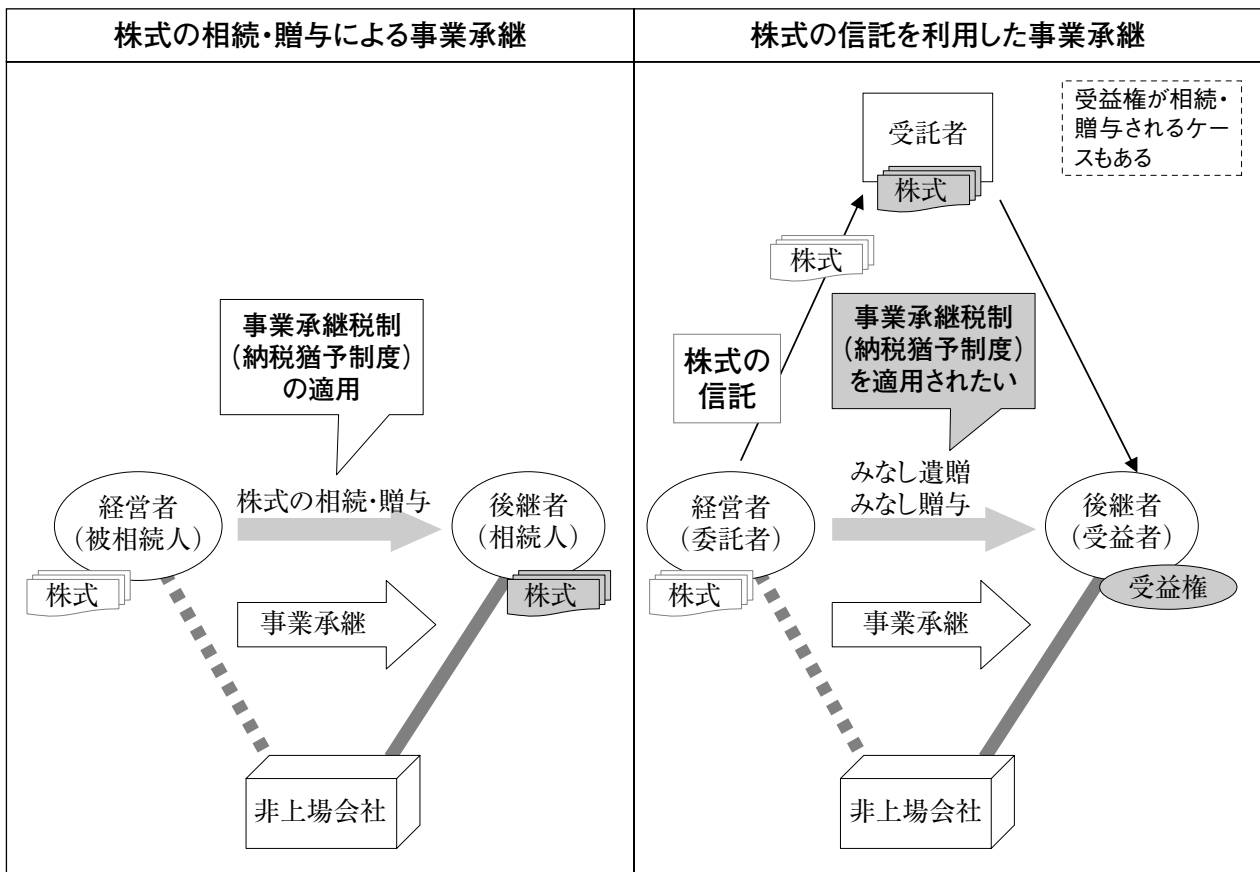 株式の相続・贈与による事業承継
事業承継税制
（納税猶予制度）
の適用
経営者
（被相続人）
株式の相続・贈与
後継者
（相続人）
株式
株式
事業承継
非上場会社
株式の信託を利用した事業承継
受益権が相続・
贈与されるケー
スもある
受託者
株式
株式
株式の
信託
事業承継税制
（納税猶予制度）
を適用されたい
経営者
（委託者）
みなし遺贈
みなし贈与
後継者
（受益者）
株式
受益権
事業承継
非上場会社